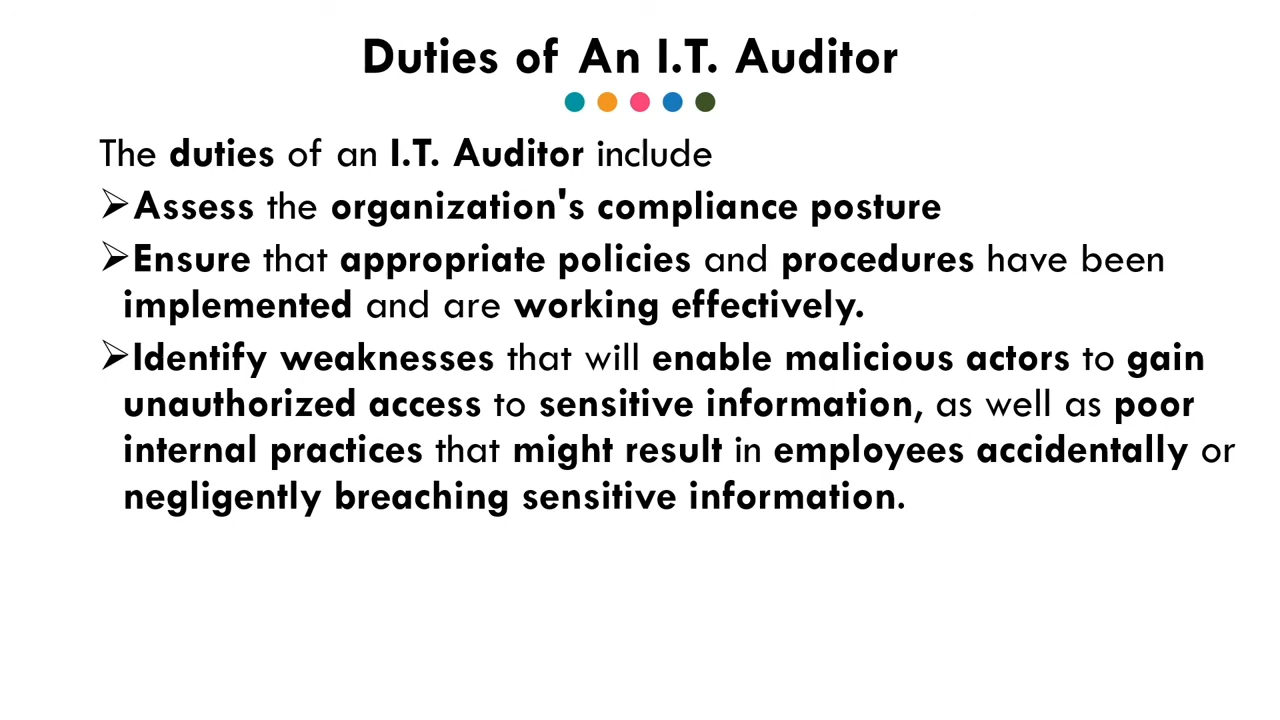 Duties of An I.T. Auditor
The duties of an I.T. Auditor include
➢Assess the organization's compliance posture
➢Ensure that appropriate policies and procedures have been
implemented and are working effectively.
➢Identify weaknesses that will enable malicious actors to gain
unauthorized access to sensitive information, as well as poor
internal practices that might result in employees accidentally or
negligently breaching sensitive information.